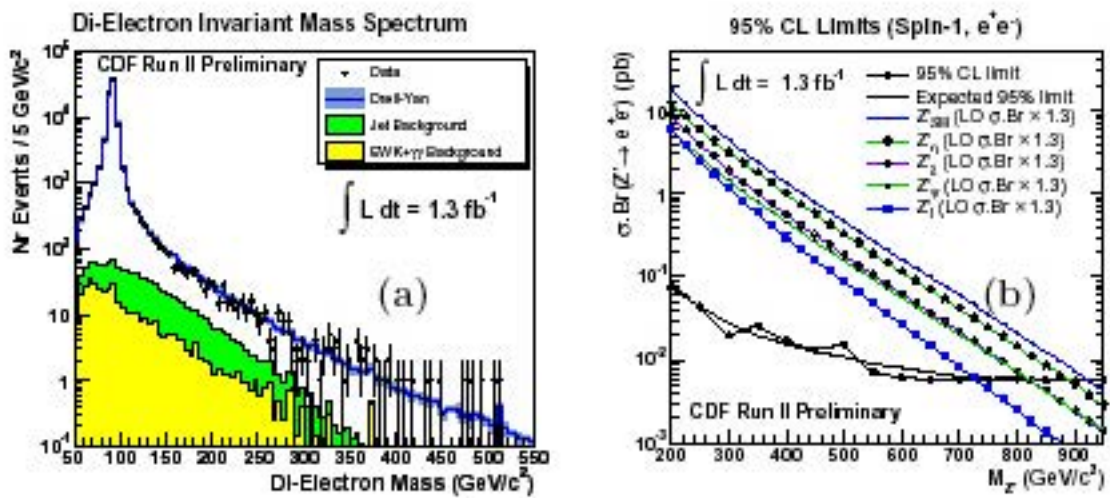 Di-Electron Invariant Mass Spectrum
Nr Events / 5 GeV/c²
10⁵
10⁴
10³
10²
10
1
10⁻¹
CDF Run II Preliminary
Data
Drell-Yan
Jet Background
EWK+γγ Background
∫ L dt = 1.3 fb⁻¹
(a)
50 100 150 200 250 300 350 400 450 500 550
Di-Electron Mass (GeV/c²)
95% CL Limits (Spin-1, e⁺e⁻)
σ.Br(Z' → e⁺e⁻) (pb)
10
1
10⁻¹
10⁻²
10⁻³
∫ L dt = 1.3 fb⁻¹
95% CL limit
Expected 95% limit
Z'SM (LO σ.Br × 1.3)
Z'η (LO σ.Br × 1.3)
(LO σ.Br × 1.3)
Z'ψ (LO σ.Br × 1.3)
Z'I (LO σ.Br × 1.3)
(b)
CDF Run II Preliminary
200 300 400 500 600 700 800 900
MZ' (GeV/c²)